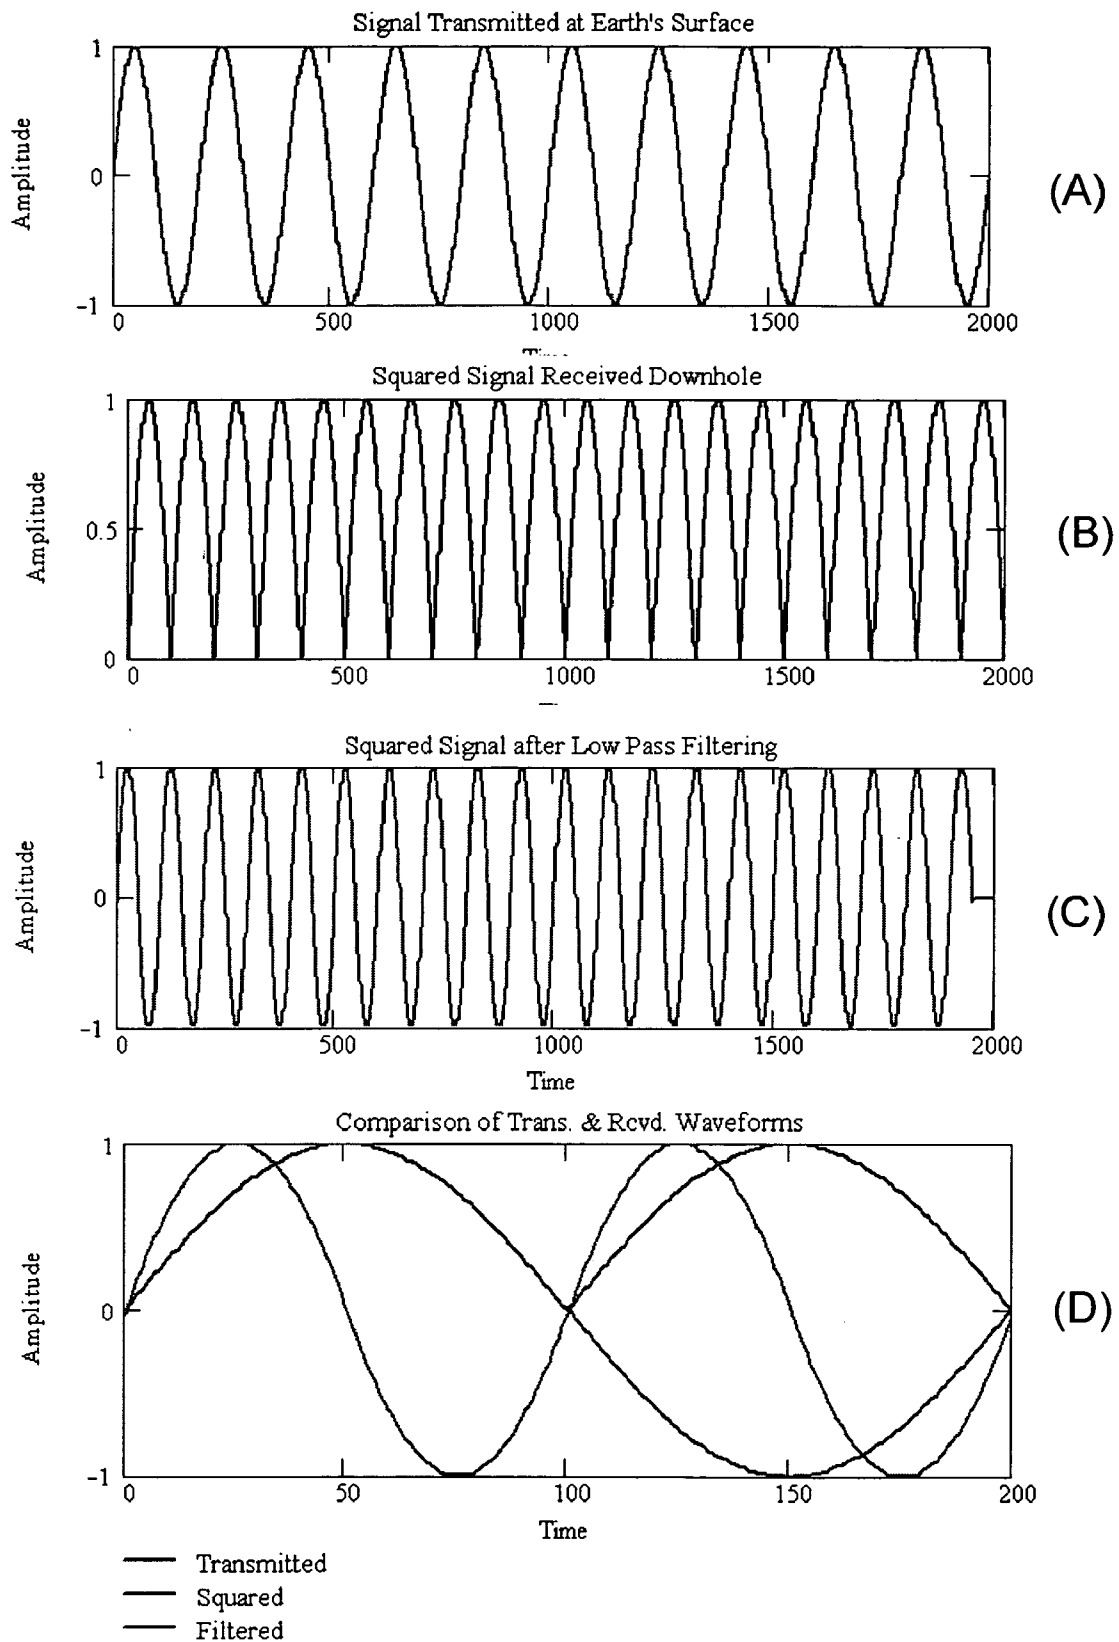 Signal Transmitted at Earth's Surface
1
0
-1
Amplitude
0 500 1000 1500 2000
(A)
Squared Signal Received Downhole
1
0.5
0
Amplitude
0 500 1000 1500 2000
(B)
Squared Signal after Low Pass Filtering
1
0
-1
Amplitude
0 500 1000 1500 2000
Time
(C)
Comparison of Trans. & Rcvd. Waveforms
1
0
-1
Amplitude
0 50 100 150 200
Time
(D)
Transmitted
Squared
Filtered